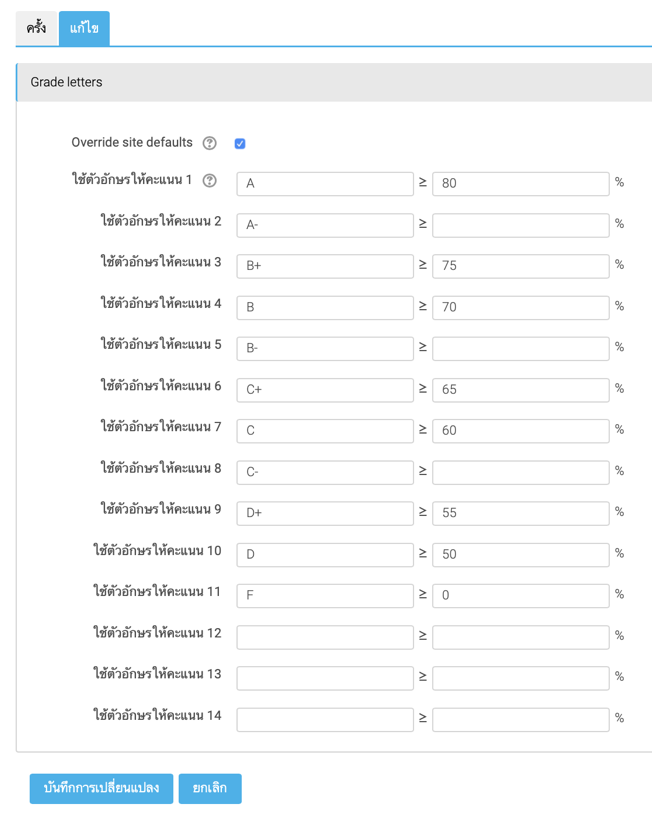 ครั้ง แก้ไข
Grade letters
Override site defaults ?
ใช้ตัวอักษรให้คะแนน 1 ? A ≥ 80 %
ใช้ตัวอักษรให้คะแนน 2 A- ≥ %
ใช้ตัวอักษรให้คะแนน 3 B+ ≥ 75 %
ใช้ตัวอักษรให้คะแนน 4 B ≥ 70 %
ใช้ตัวอักษรให้คะแนน 5 B- ≥ %
ใช้ตัวอักษรให้คะแนน 6 C+ ≥ 65 %
ใช้ตัวอักษรให้คะแนน 7 C ≥ 60 %
ใช้ตัวอักษรให้คะแนน 8 C- ≥ %
ใช้ตัวอักษรให้คะแนน 9 D+ ≥ 55 %
ใช้ตัวอักษรให้คะแนน 10 D ≥ 50 %
ใช้ตัวอักษรให้คะแนน 11 F ≥ 0 %
ใช้ตัวอักษรให้คะแนน 12 ≥ %
ใช้ตัวอักษรให้คะแนน 13 ≥ %
ใช้ตัวอักษรให้คะแนน 14 ≥ %
บันทึกการเปลี่ยนแปลง ยกเลิก